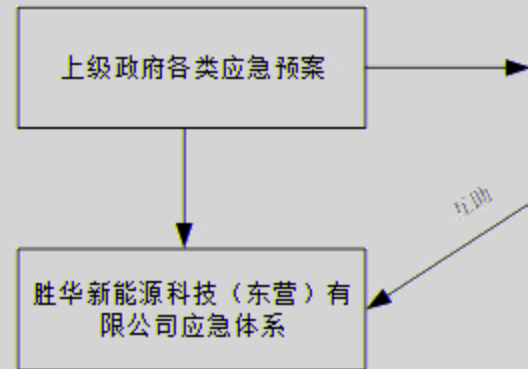 上级政府各类应急预案
互助
胜华新能源科技（东营）有
限公司应急体系